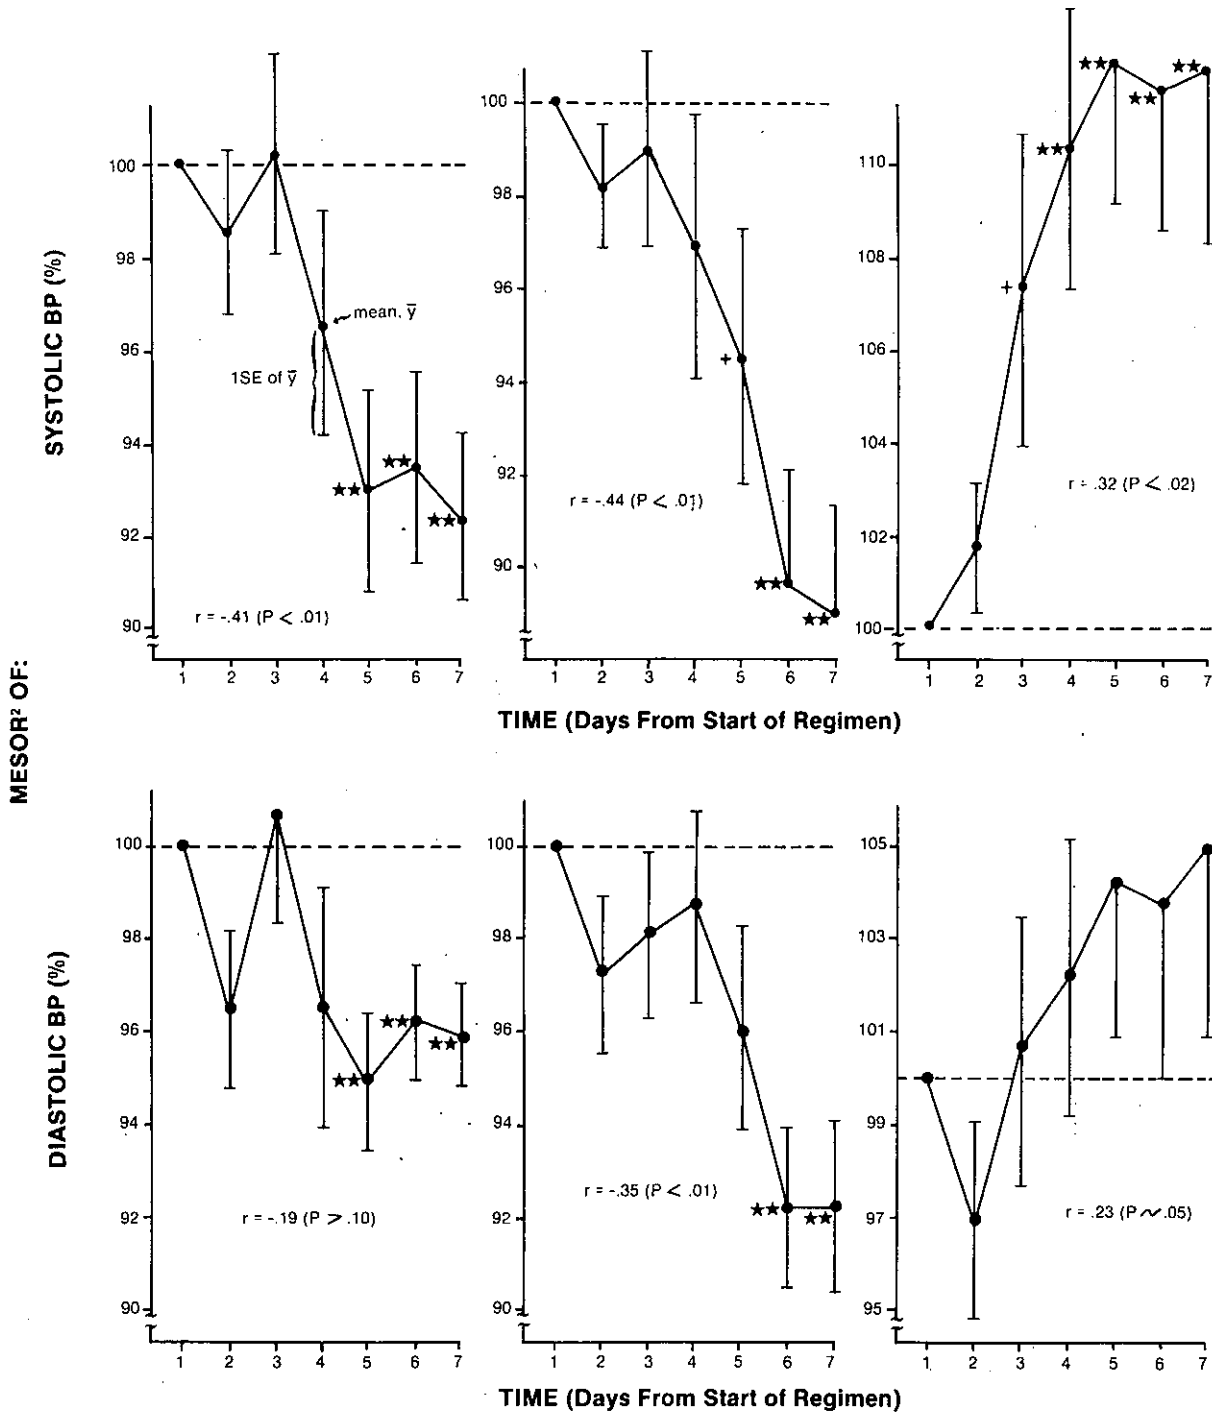 MESOR² OF:
SYSTOLIC BP (%)
100
98
96
94
92
90
mean, ȳ
1SE of ȳ
★★
★★
★★
r = -.41 (P < .01)
1 2 3 4 5 6 7
100
98
96
94
92
90
+
★★
★★
r = -.44 (P < .01)
1 2 3 4 5 6 7
110
108
106
104
102
100
+
★★
★★
★★
★★
r = .32 (P < .02)
1 2 3 4 5 6 7
TIME (Days From Start of Regimen)
DIASTOLIC BP (%)
100
98
96
94
92
90
★★
★★
★★
r = -.19 (P > .10)
1 2 3 4 5 6 7
100
98
96
94
92
90
★★
★★
r = -.35 (P < .01)
1 2 3 4 5 6 7
105
103
101
100
99
97
95
r = .23 (P ~ .05)
1 2 3 4 5 6 7
TIME (Days From Start of Regimen)